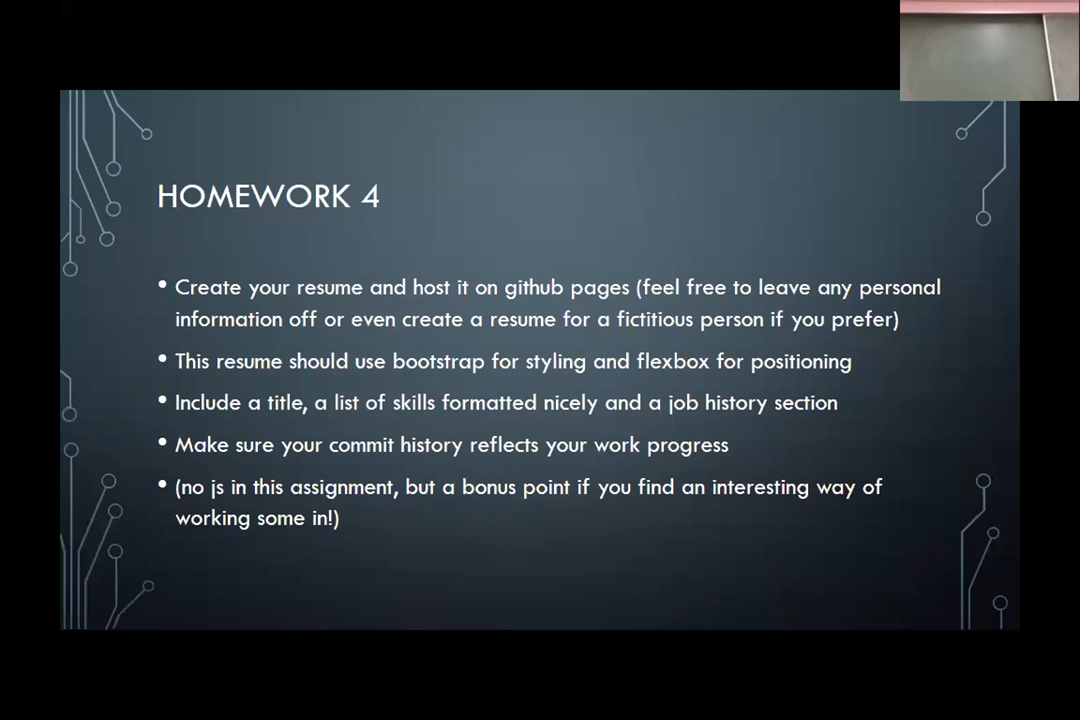 HOMEWORK 4
• Create your resume and host it on github pages (feel free to leave any personal
information off or even create a resume for a fictitious person if you prefer)
• This resume should use bootstrap for styling and flexbox for positioning
• Include a title, a list of skills formatted nicely and a job history section
• Make sure your commit history reflects your work progress
• (no js in this assignment, but a bonus point if you find an interesting way of
working some in!)